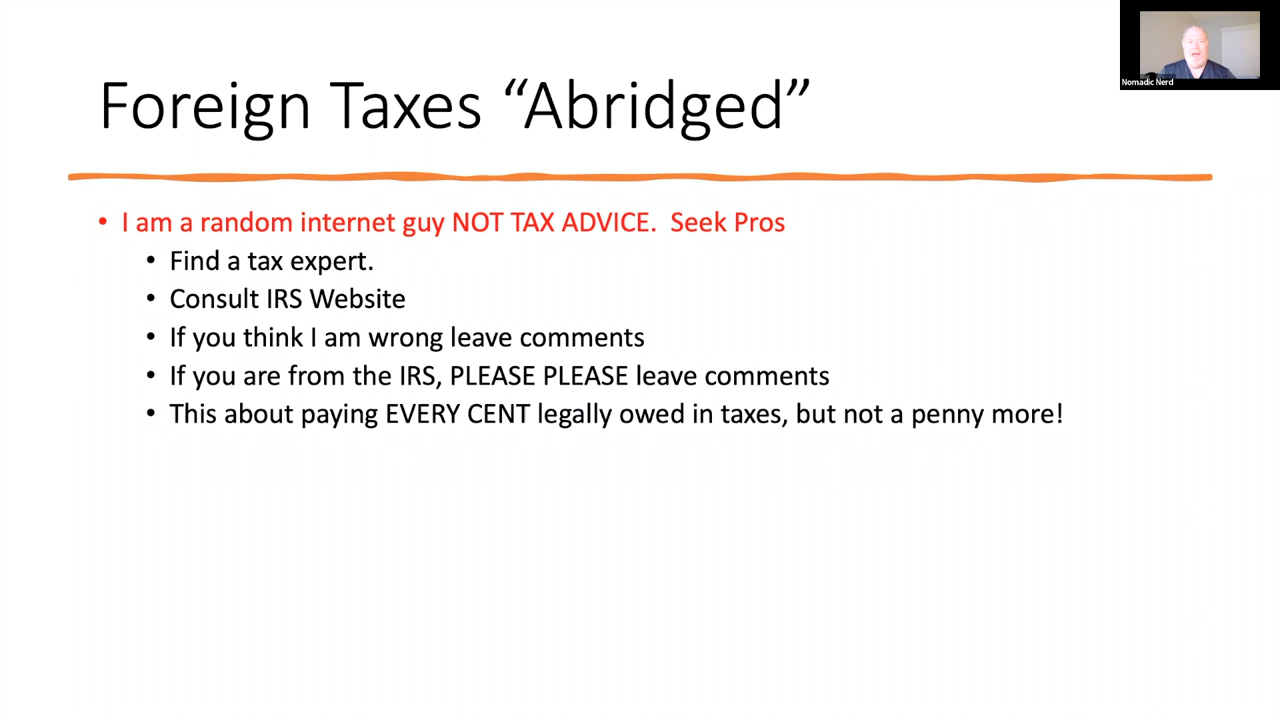 Nomadic Nerd
Foreign Taxes “Abridged”
• I am a random internet guy NOT TAX ADVICE.  Seek Pros
• Find a tax expert.
• Consult IRS Website
• If you think I am wrong leave comments
• If you are from the IRS, PLEASE PLEASE leave comments
• This about paying EVERY CENT legally owed in taxes, but not a penny more!